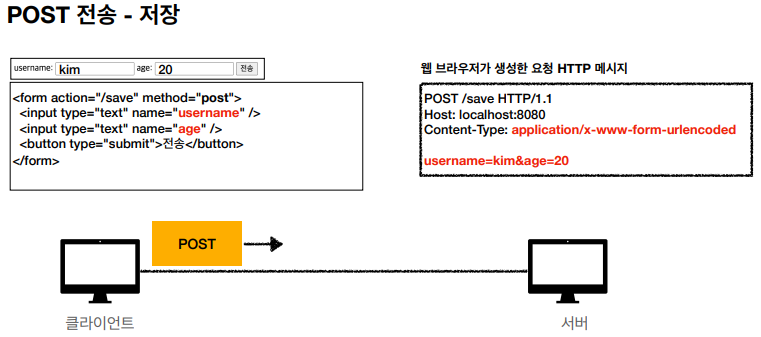 POST 전송 - 저장
username: kim age: 20 전송
<form action="/save" method="post">
<input type="text" name="username" />
<input type="text" name="age" />
<button type="submit">전송</button>
</form>
웹 브라우저가 생성한 요청 HTTP 메시지
POST /save HTTP/1.1
Host: localhost:8080
Content-Type: application/x-www-form-urlencoded
username=kim&age=20
POST
클라이언트
서버